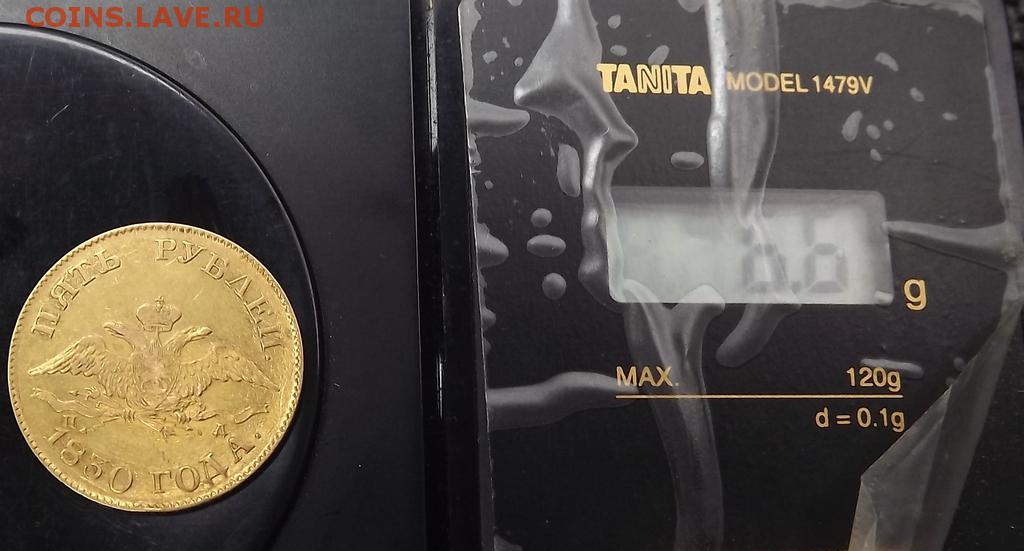 COINS.LAVE.RU
ПЯТЬ РУБЛЕЙ.
1830 ГОДА.
П Д
TANITA MODEL 1479V
g
MAX. 120g
d = 0.1g